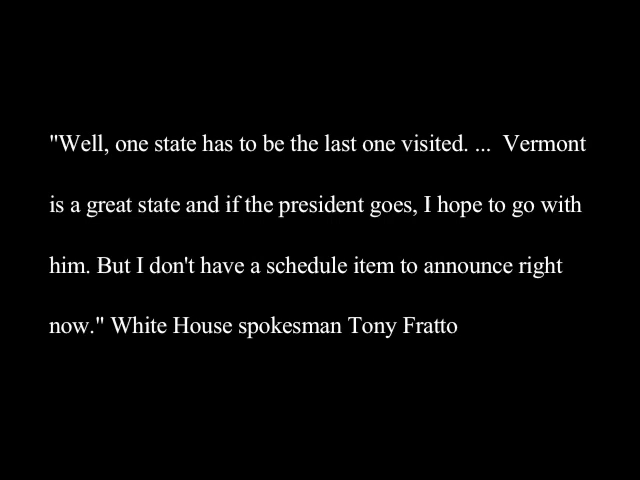 "Well, one state has to be the last one visited. ...  Vermont
is a great state and if the president goes, I hope to go with
him. But I don't have a schedule item to announce right
now." White House spokesman Tony Fratto